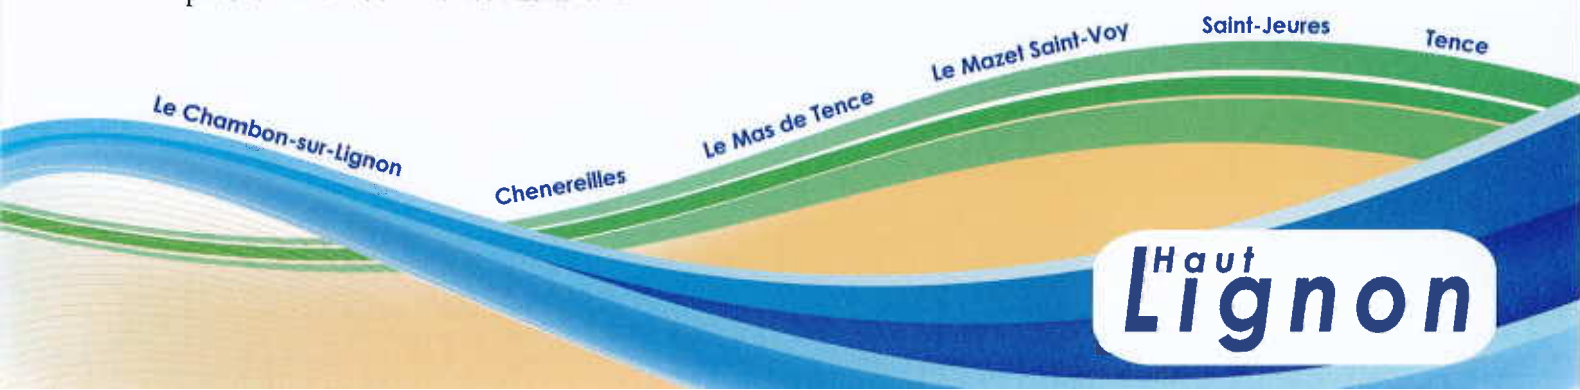 Le Chambon-sur-Lignon
Chenereilles
Le Mas de Tence
Le Mazet Saint-Voy
Saint-Jeures
Tence
Haut
Lignon